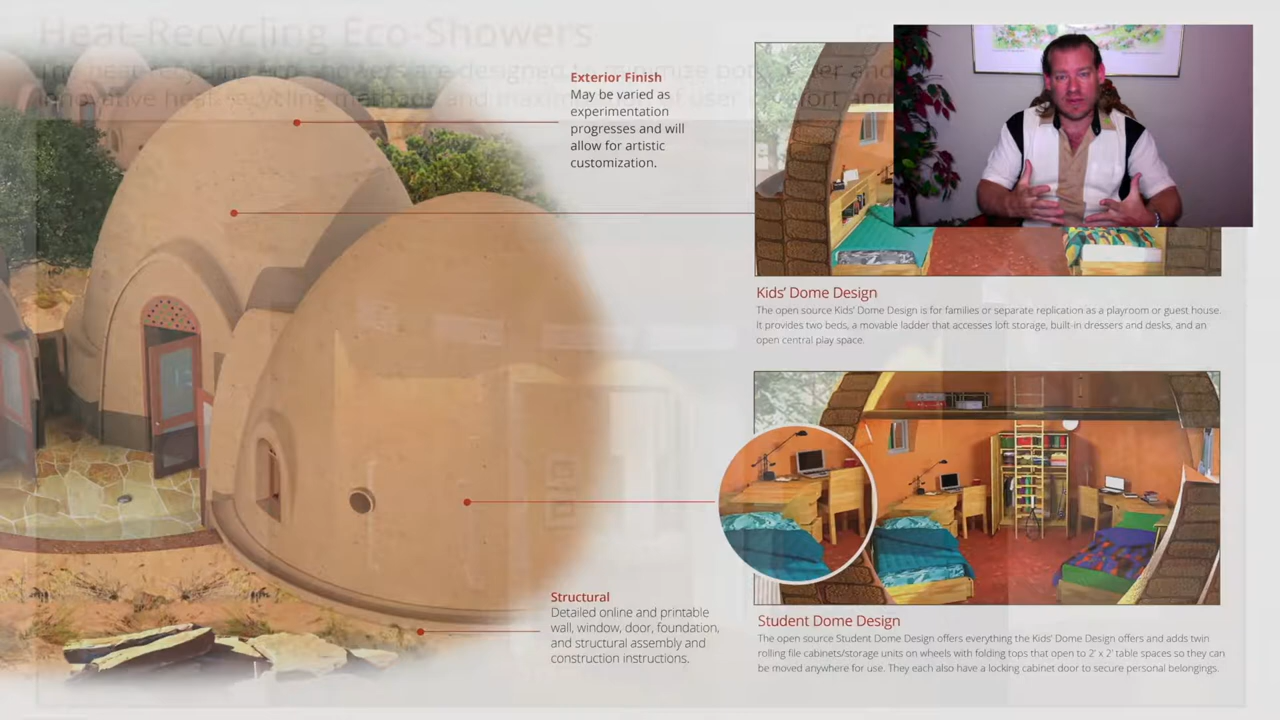 Heat-Recycling Eco-Showers
Exterior Finish
May be varied as
experimentation
progresses and will
allow for artistic
customization.
Kids' Dome Design
The open source Kids' Dome Design is for families or separate replication as a playroom or guest house.
It provides two beds, a movable ladder that accesses loft storage, built-in dressers and desks, and an
open central play space.
Structural
Detailed online and printable
wall, window, door, foundation,
and structural assembly and
construction instructions.
Student Dome Design
The open source Student Dome Design offers everything the Kids' Dome Design offers and adds twin
rolling file cabinets/storage units on wheels with folding tops that open to 2' x 2' table spaces so they can
be moved anywhere for use. They each also have a locking cabinet door to secure personal belongings.